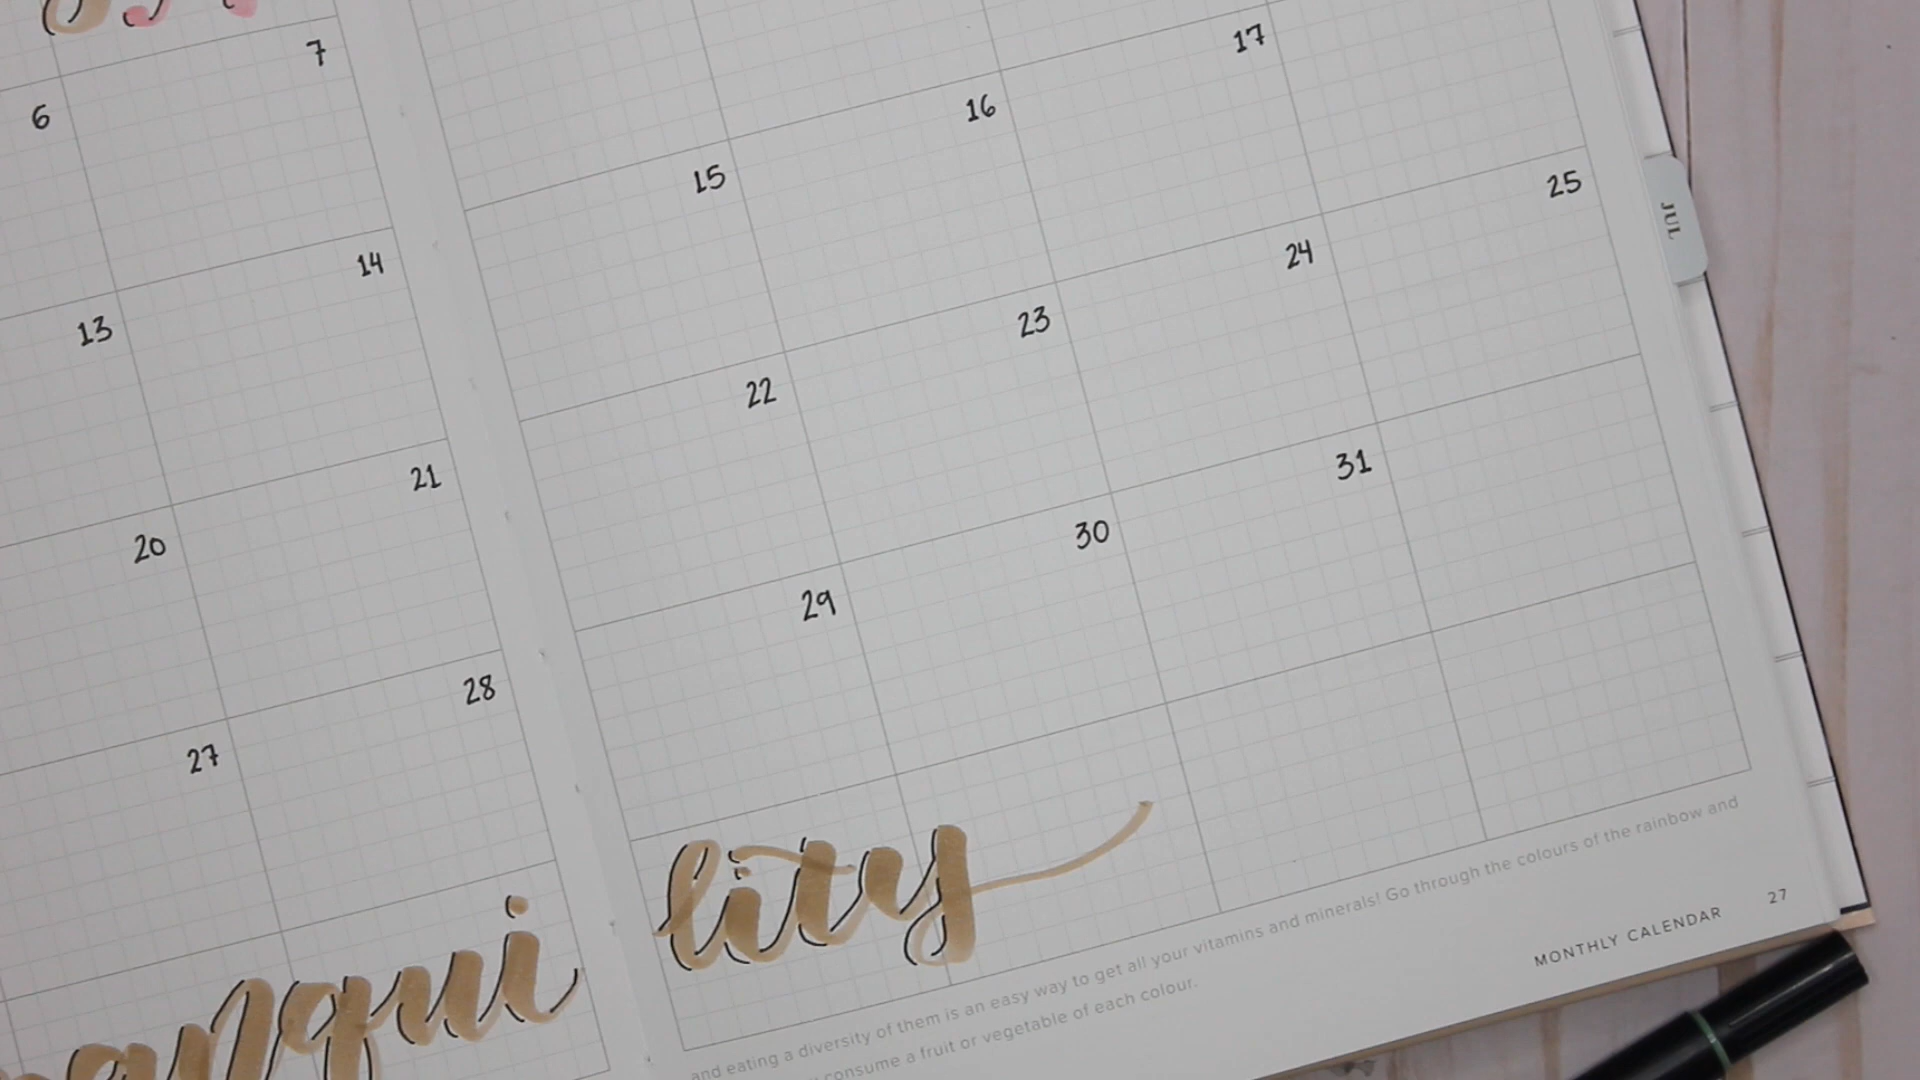 6 7
13 14
20 21
27 28
15 16 17
22 23 24 25
29 30 31
anqui lity
JUL
and eating a diversity of them is an easy way to get all your vitamins and minerals! Go through the colours of the rainbow and
consume a fruit or vegetable of each colour.
MONTHLY CALENDAR 27